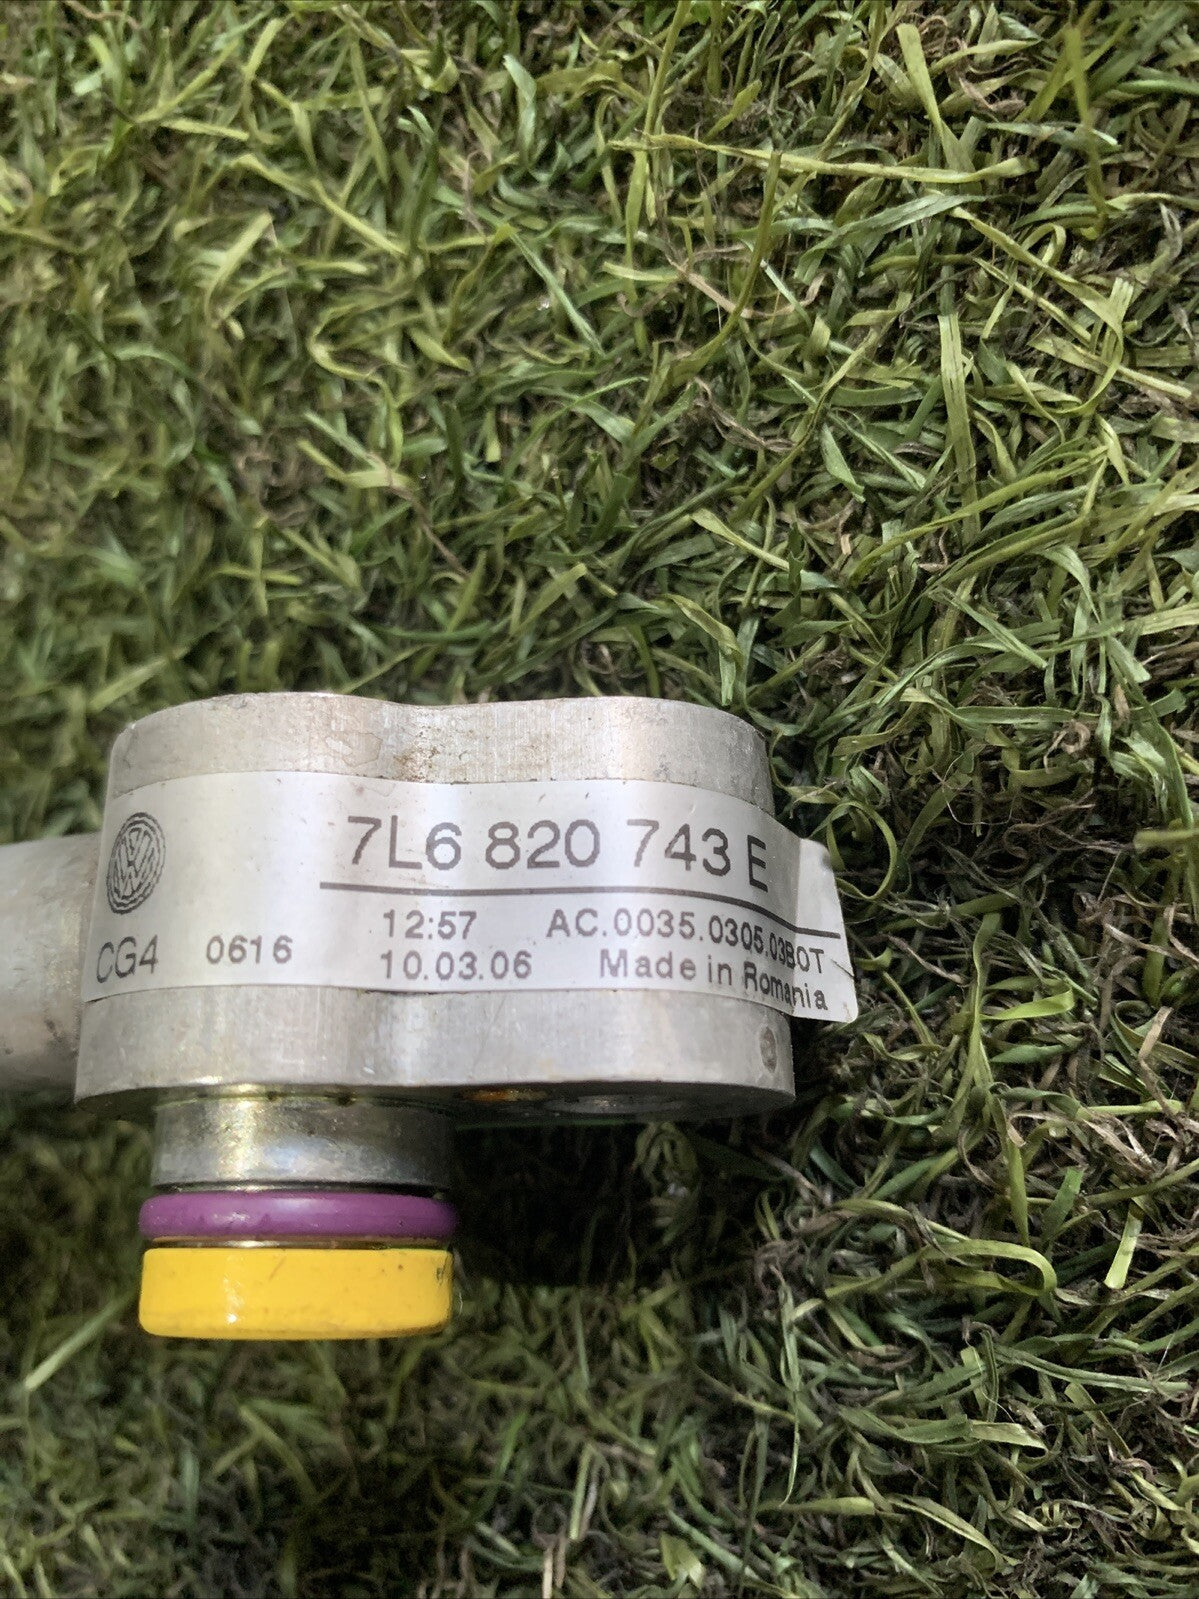 7L6 820 743 E
12:57 AC.0035.0305.03BOT
CG4 0616 10.03.06 Made in Romania